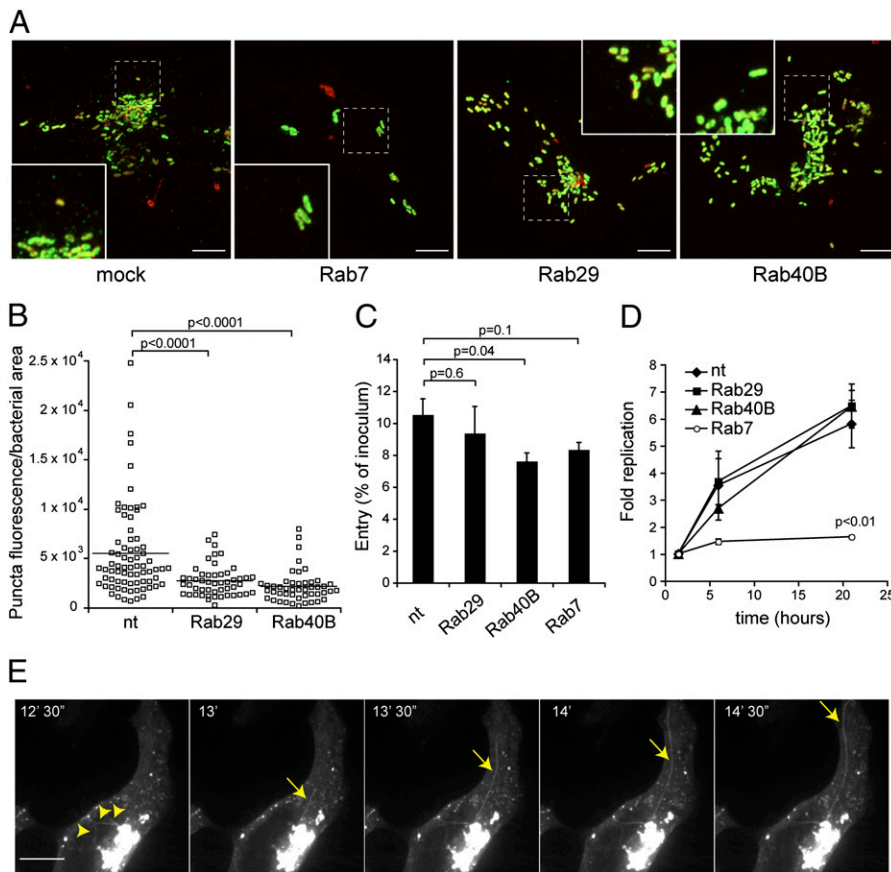 A
mock
Rab7
Rab29
Rab40B
B
p<0.0001
p<0.0001
Puncta fluorescence/bacterial area
2.5 x 10⁴
2 x 10⁴
1.5 x 10⁴
1 x 10⁴
5 x 10³
0
nt
Rab29
Rab40B
C
p=0.1
p=0.04
p=0.6
Entry (% of inoculum)
14
12
10
8
6
4
2
0
nt
Rab29
Rab40B
Rab7
D
nt
Rab29
Rab40B
Rab7
p<0.01
Fold replication
8
7
6
5
4
3
2
1
0
0
5
10
15
20
25
time (hours)
E
12' 30"
13'
13' 30"
14'
14' 30"